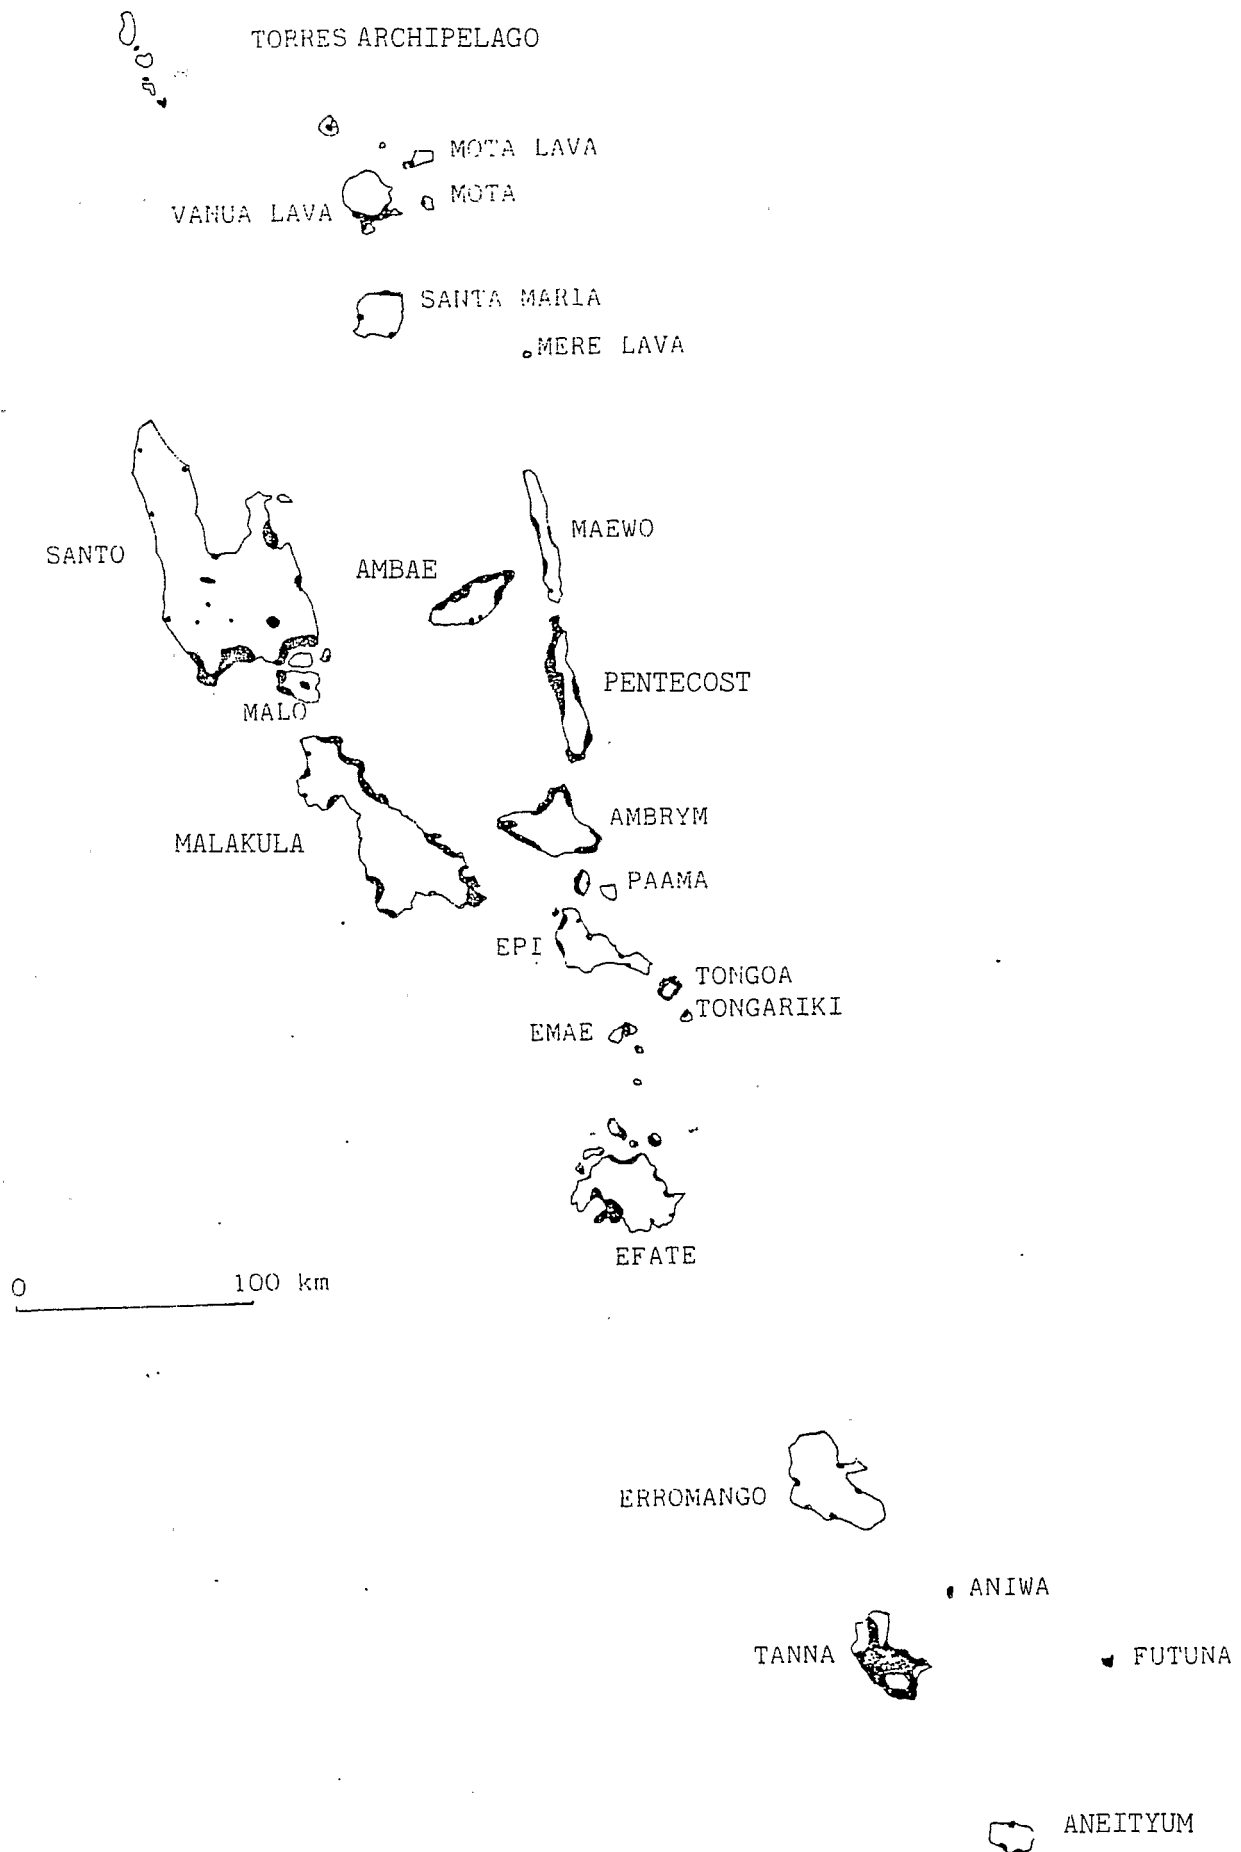 TORRES ARCHIPELAGO
MOTA LAVA
MOTA
VANUA LAVA
SANTA MARIA
MERE LAVA
MAEWO
SANTO
AMBAE
PENTECOST
MALO
AMBRYM
MALAKULA
PAAMA
EPI
TONGOA
TONGARIKI
EMAE
EFATE
0 100 km
ERROMANGO
ANIWA
TANNA
FUTUNA
ANEITYUM